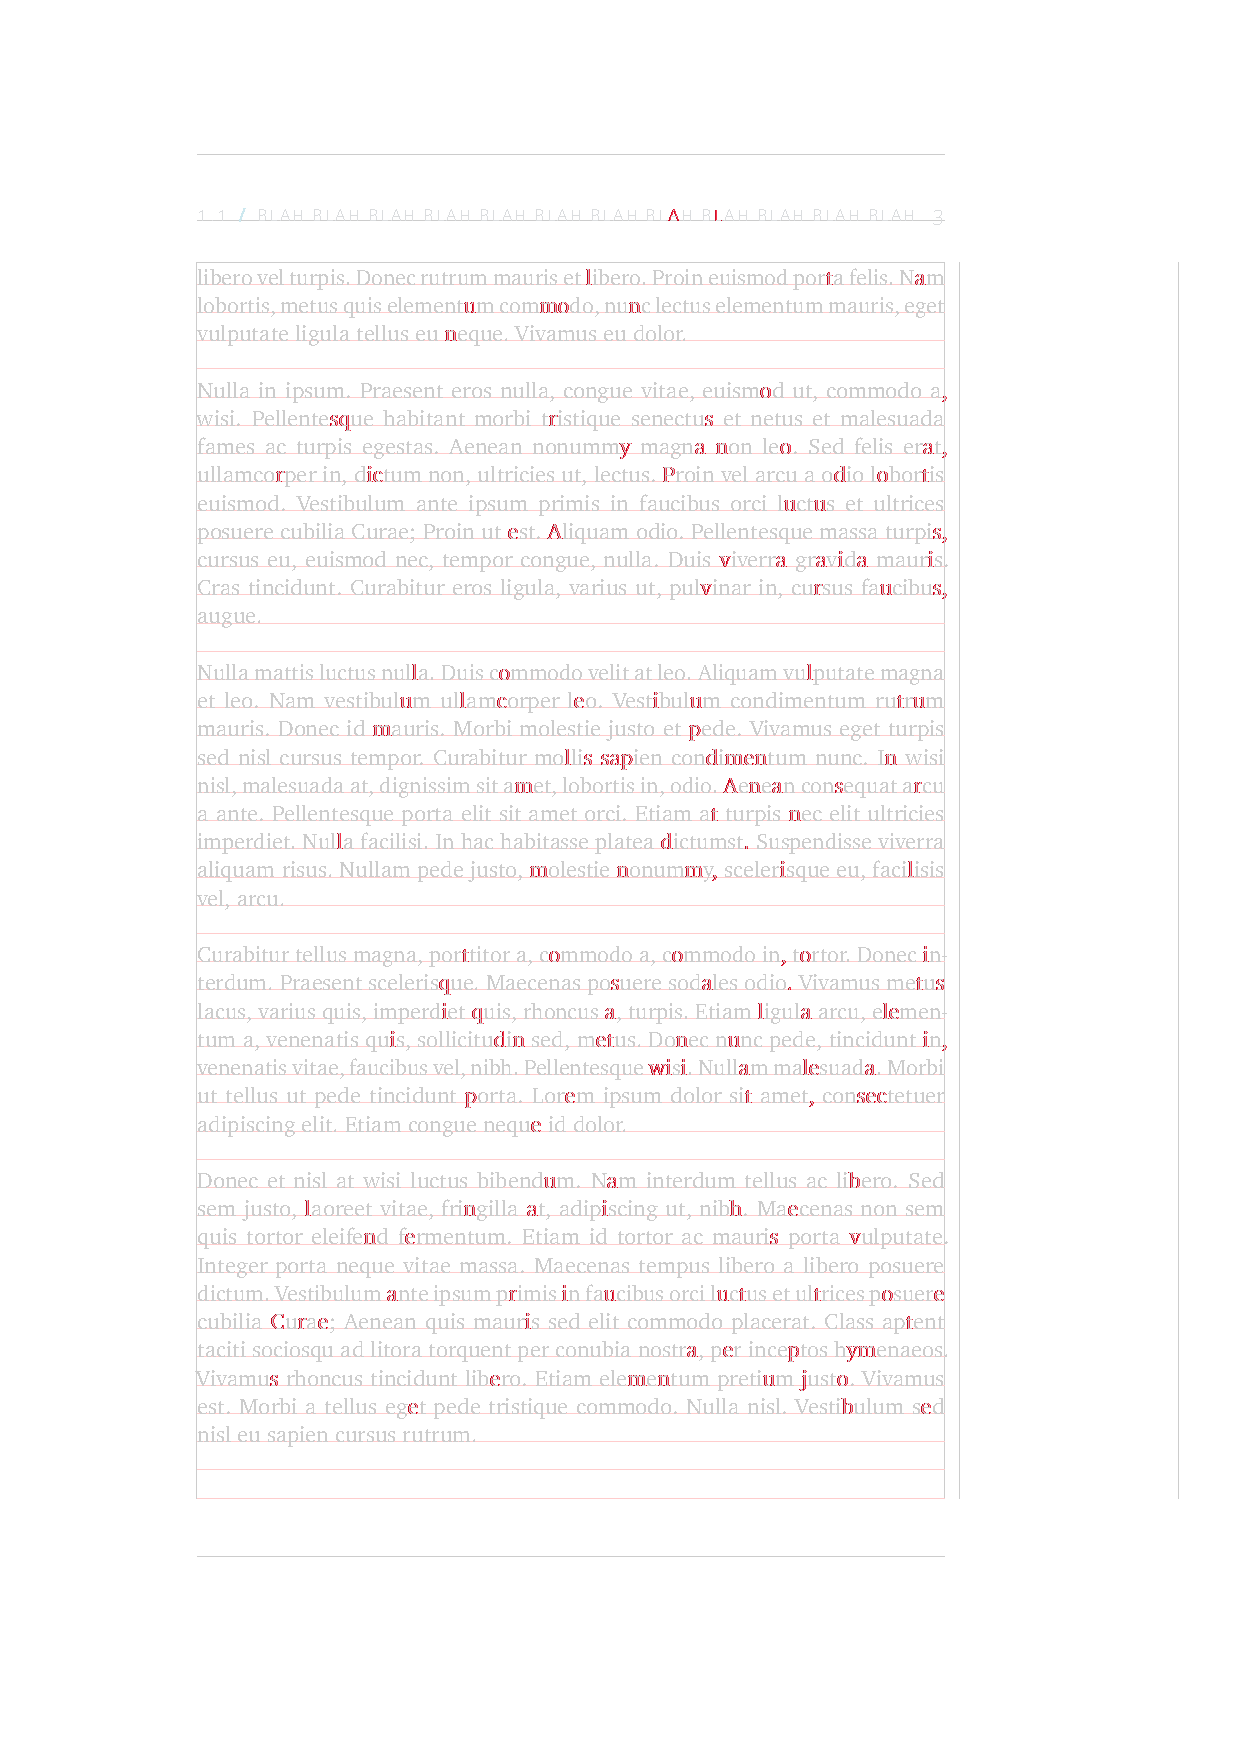 1.1 / BLAH BLAH BLAH BLAH BLAH BLAH BLAH BLAH BLAH BLAH BLAH BLAH 3
libero vel turpis. Donec rutrum mauris et libero. Proin euismod porta felis. Nam
lobortis, metus quis elementum commodo, nunc lectus elementum mauris, eget
vulputate ligula tellus eu neque. Vivamus eu dolor.
Nulla in ipsum. Praesent eros nulla, congue vitae, euismod ut, commodo a,
wisi. Pellentesque habitant morbi tristique senectus et netus et malesuada
fames ac turpis egestas. Aenean nonummy magna non leo. Sed felis erat,
ullamcorper in, dictum non, ultricies ut, lectus. Proin vel arcu a odio lobortis
euismod. Vestibulum ante ipsum primis in faucibus orci luctus et ultrices
posuere cubilia Curae; Proin ut est. Aliquam odio. Pellentesque massa turpis,
cursus eu, euismod nec, tempor congue, nulla. Duis viverra gravida mauris.
Cras tincidunt. Curabitur eros ligula, varius ut, pulvinar in, cursus faucibus,
augue.
Nulla mattis luctus nulla. Duis commodo velit at leo. Aliquam vulputate magna
et leo. Nam vestibulum ullamcorper leo. Vestibulum condimentum rutrum
mauris. Donec id mauris. Morbi molestie justo et pede. Vivamus eget turpis
sed nisl cursus tempor. Curabitur mollis sapien condimentum nunc. In wisi
nisl, malesuada at, dignissim sit amet, lobortis in, odio. Aenean consequat arcu
a ante. Pellentesque porta elit sit amet orci. Etiam at turpis nec elit ultricies
imperdiet. Nulla facilisi. In hac habitasse platea dictumst. Suspendisse viverra
aliquam risus. Nullam pede justo, molestie nonummy, scelerisque eu, facilisis
vel, arcu.
Curabitur tellus magna, porttitor a, commodo a, commodo in, tortor. Donec in-
terdum. Praesent scelerisque. Maecenas posuere sodales odio. Vivamus metus
lacus, varius quis, imperdiet quis, rhoncus a, turpis. Etiam ligula arcu, elemen-
tum a, venenatis quis, sollicitudin sed, metus. Donec nunc pede, tincidunt in,
venenatis vitae, faucibus vel, nibh. Pellentesque wisi. Nullam malesuada. Morbi
ut tellus ut pede tincidunt porta. Lorem ipsum dolor sit amet, consectetuer
adipiscing elit. Etiam congue neque id dolor.
Donec et nisl at wisi luctus bibendum. Nam interdum tellus ac libero. Sed
sem justo, laoreet vitae, fringilla at, adipiscing ut, nibh. Maecenas non sem
quis tortor eleifend fermentum. Etiam id tortor ac mauris porta vulputate.
Integer porta neque vitae massa. Maecenas tempus libero a libero posuere
dictum. Vestibulum ante ipsum primis in faucibus orci luctus et ultrices posuere
cubilia Curae; Aenean quis mauris sed elit commodo placerat. Class aptent
taciti sociosqu ad litora torquent per conubia nostra, per inceptos hymenaeos.
Vivamus rhoncus tincidunt libero. Etiam elementum pretium justo. Vivamus
est. Morbi a tellus eget pede tristique commodo. Nulla nisl. Vestibulum sed
nisl eu sapien cursus rutrum.